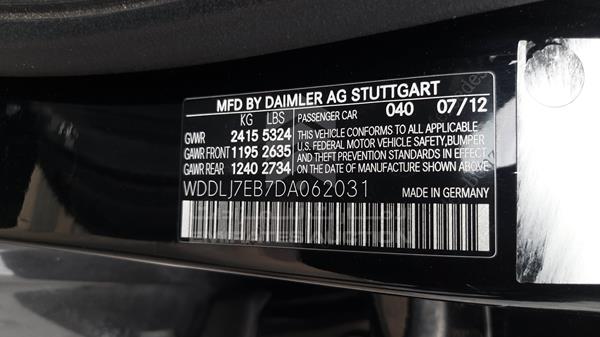 MFD BY DAIMLER AG STUTTGART
KG LBS PASSENGER CAR 040 07/12
GVWR 2415 5324 THIS VEHICLE CONFORMS TO ALL APPLICABLE
GAWR FRONT 1195 2635 U.S. FEDERAL MOTOR VEHICLE SAFETY, BUMPER
GAWR REAR 1240 2734 AND THEFT PREVENTION STANDARDS IN EFFECT
ON THE DATE OF MANUFACTURE SHOWN ABOVE.
WDDLJ7EB7DA062031 MADE IN GERMANY